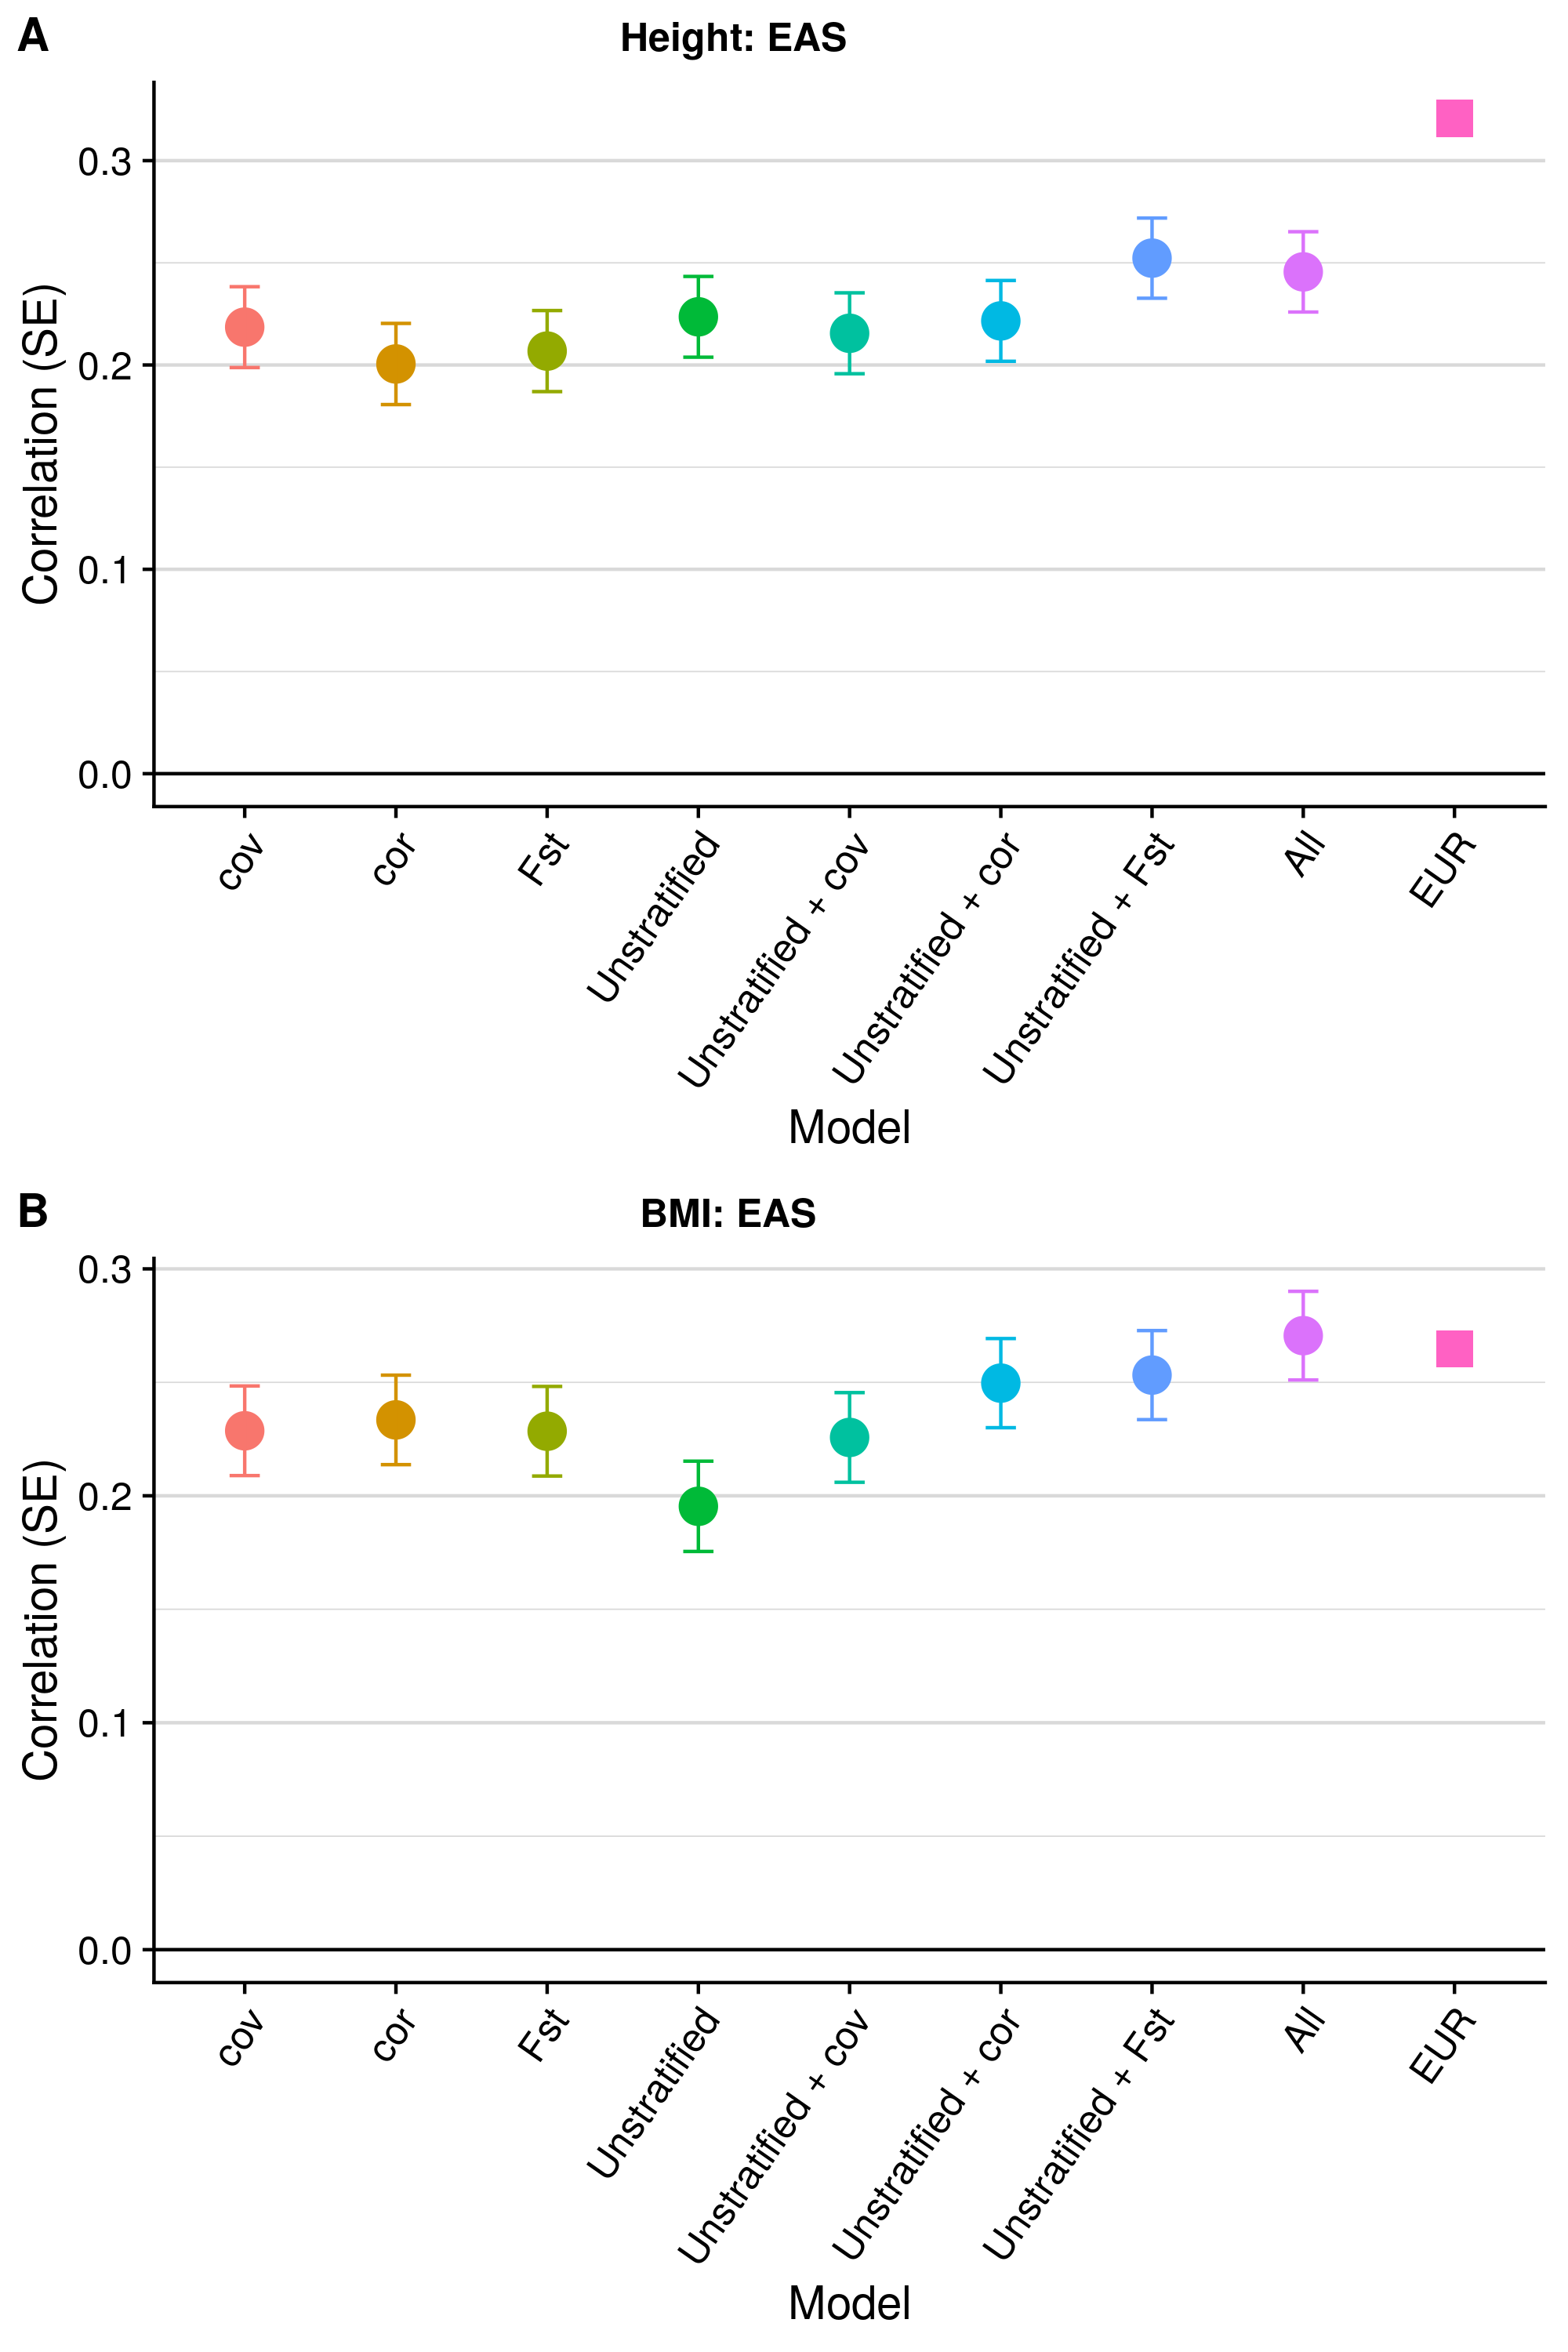 A
Height: EAS
Correlation (SE)
0.3
0.2
0.1
0.0
cov
cor
Fst
Unstratified
Unstratified + cov
Unstratified + cor
Unstratified + Fst
All
EUR
Model
B
BMI: EAS
Correlation (SE)
0.3
0.2
0.1
0.0
cov
cor
Fst
Unstratified
Unstratified + cov
Unstratified + cor
Unstratified + Fst
All
EUR
Model